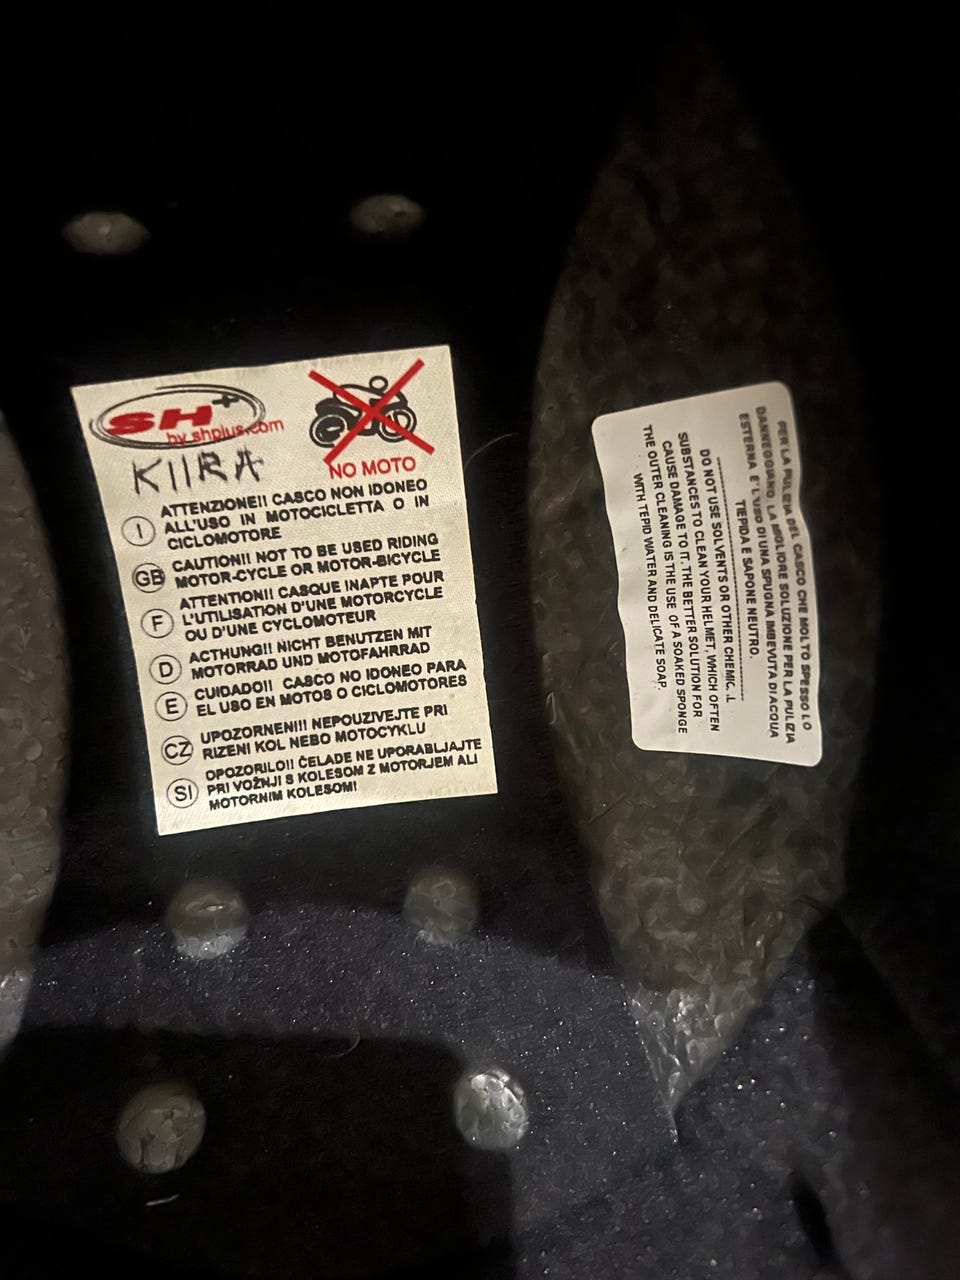 SH+
by shplus.com
NO MOTO
KIIRA
I
ATTENZIONE!! CASCO NON IDONEO
ALL'USO IN MOTOCICLETTA O IN
CICLOMOTORE
GB
CAUTION!! NOT TO BE USED RIDING
MOTOR-CYCLE OR MOTOR-BICYCLE
F
ATTENTION!! CASQUE INAPTE POUR
L'UTILISATION D'UNE MOTORCYCLE
OU D'UNE CYCLOMOTEUR
D
ACTHUNG!! NICHT BENUTZEN MIT
MOTORRAD UND MOTOFAHRRAD
E
CUIDADO!! CASCO NO IDONEO PARA
EL USO EN MOTOS O CICLOMOTORES
CZ
UPOZORNENI!! NEPOUZIVEJTE PRI
RIZENI KOL NEBO MOTOCYKLU
SI
OPOZORILO!! ČELADE NE UPORABLJAJTE
PRI VOŽNJI S KOLESOM Z MOTORJEM ALI
MOTORNIM KOLESOM!
PER LA PULIZIA DEL CASCO CHE MOLTO SPESSO LO
DANNEGGIANO. LA MIGLIORE SOLUZIONE PER LA PULIZIA
ESTERNA E' L'USO DI UNA SPUGNA IMBEVUTA DI ACQUA
TIEPIDA E SAPONE NEUTRO.
DO NOT USE SOLVENTS OR OTHER CHEMIC.L
SUBSTANCES TO CLEAN YOUR HELMET, WHICH OFTEN
CAUSE DAMAGE TO IT. THE BETTER SOLUTION FOR
THE OUTER CLEANING IS THE USE OF A SOAKED SPONGE
WITH TEPID WATER AND DELICATE SOAP.